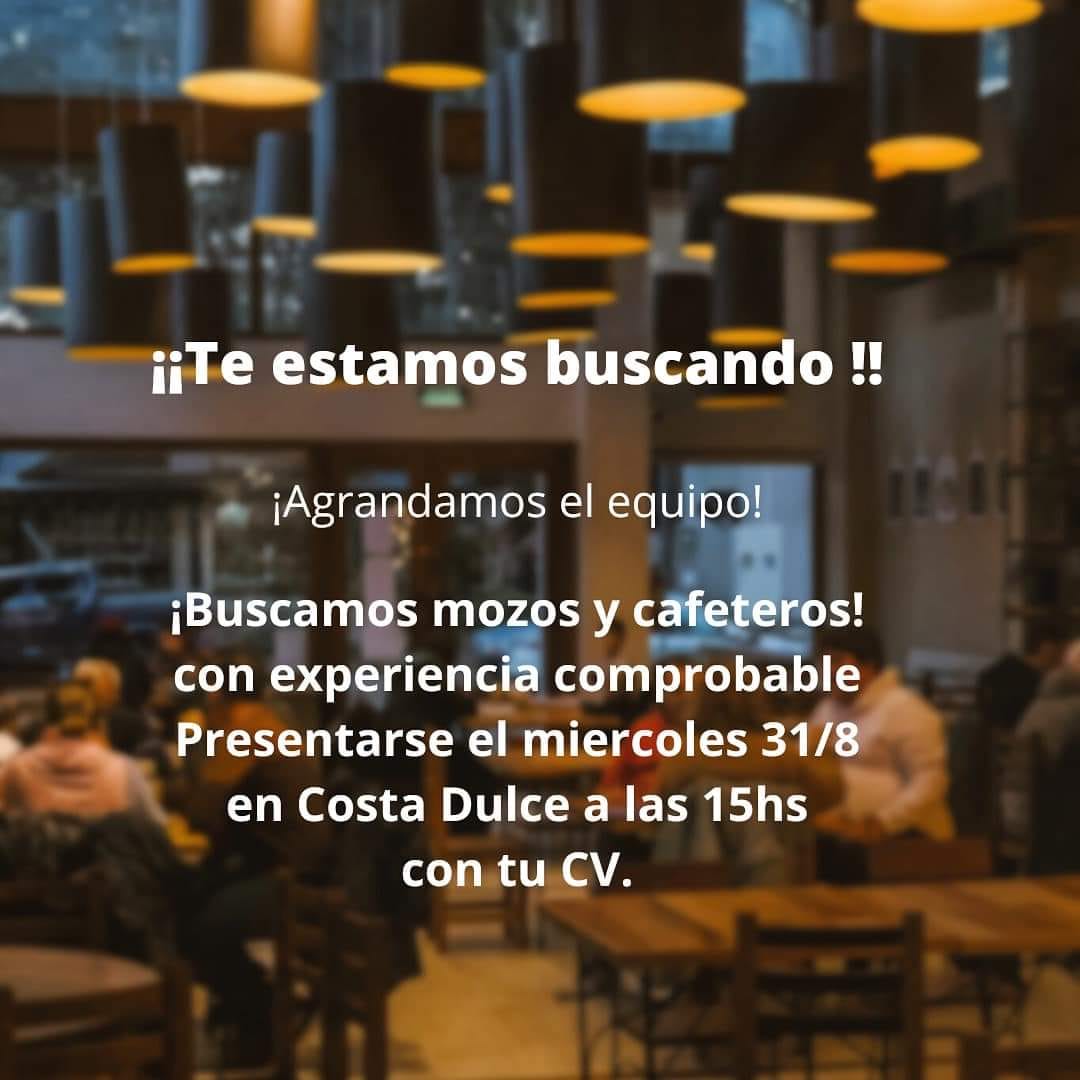 ¡¡Te estamos buscando !!
¡Agrandamos el equipo!
¡Buscamos mozos y cafeteros!
con experiencia comprobable
Presentarse el miercoles 31/8
en Costa Dulce a las 15hs
con tu CV.